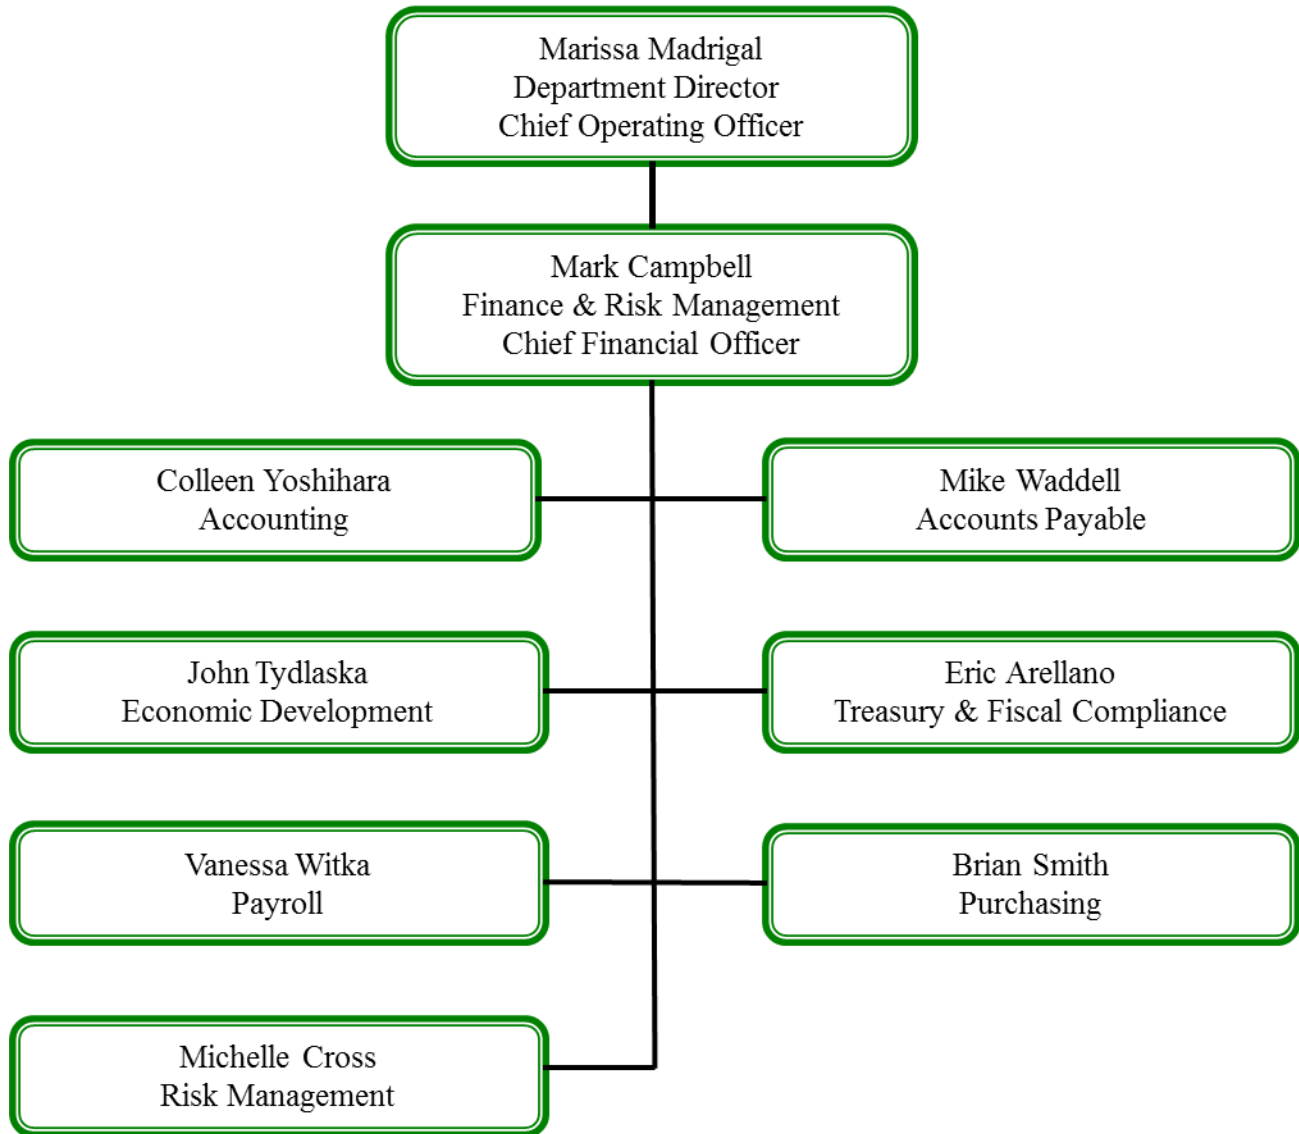 Marissa Madrigal
Department Director
Chief Operating Officer
Mark Campbell
Finance & Risk Management
Chief Financial Officer
Colleen Yoshihara
Accounting
Mike Waddell
Accounts Payable
John Tydlaska
Economic Development
Eric Arellano
Treasury & Fiscal Compliance
Vanessa Witka
Payroll
Brian Smith
Purchasing
Michelle Cross
Risk Management